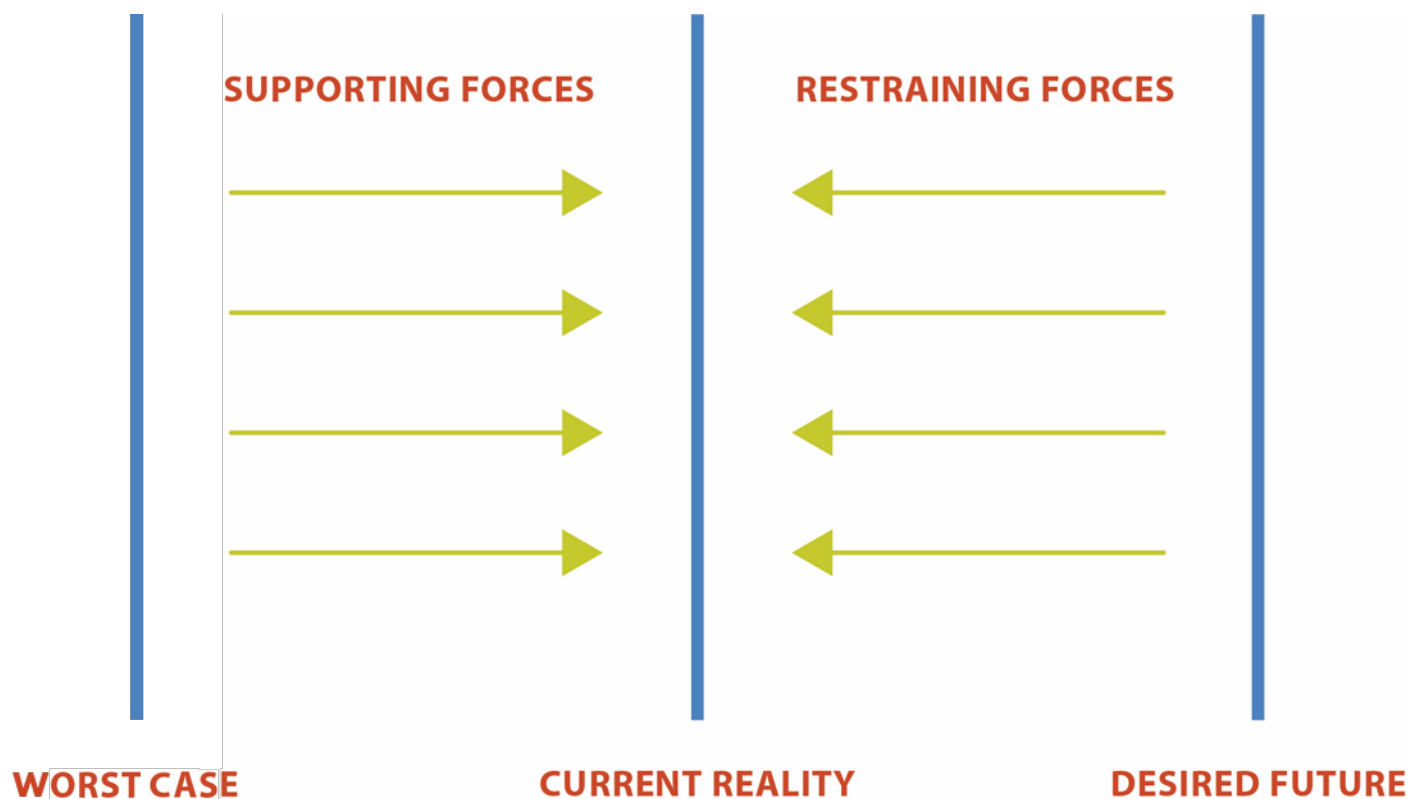 SUPPORTING FORCES
RESTRAINING FORCES
WORST CASE
CURRENT REALITY
DESIRED FUTURE